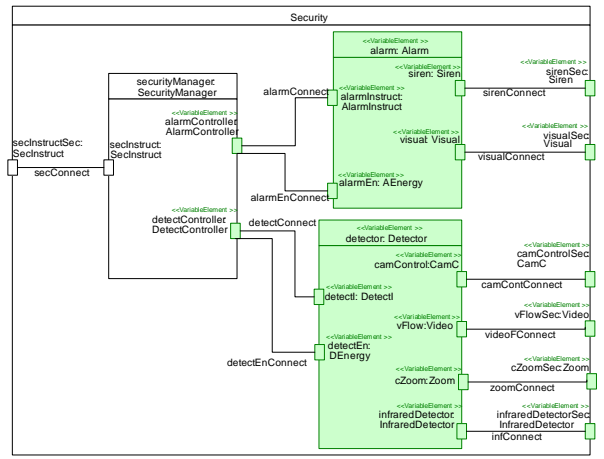 Security
<<VariableElement >>
alarm: Alarm
<<VariableElement >>
siren: Siren
<<VariableElement >>
sirenSec:
Siren
sirenConnect
securityManager:
SecurityManager
alarmConnect
<<VariableElement >>
alarmInstruct:
AlarmInstruct
<<VariableElement >>
alarmController:
AlarmController
<<VariableElement >>
visual: Visual
<<VariableElement >>
visualSec:
Visual
visualConnect
secInstructSec:
SecInstruct
secConnect
secInstruct:
SecInstruct
<<VariableElement >>
alarmEn: AEnergy
alarmEnConnect
<<VariableElement >>
detectController:
DetectController
detectConnect
<<VariableElement >>
detector: Detector
<<VariableElement >>
camControl:CamC
<<VariableElement >>
camControlSec:
CamC
camContConnect
<<VariableElement >>
detectI: DetectI
<<VariableElement >>
vFlow:Video
<<VariableElement >>
vFlowSec:Video
videoFConnect
<<VariableElement >>
detectEn:
DEnergy
detectEnConnect
<<VariableElement >>
cZoom:Zoom
<<VariableElement >>
cZoomSec:Zoom
zoomConnect
<<VariableElement >>
infraredDetector:
InfraredDetector
<<VariableElement >>
infraredDetectorSec:
InfraredDetector
infConnect